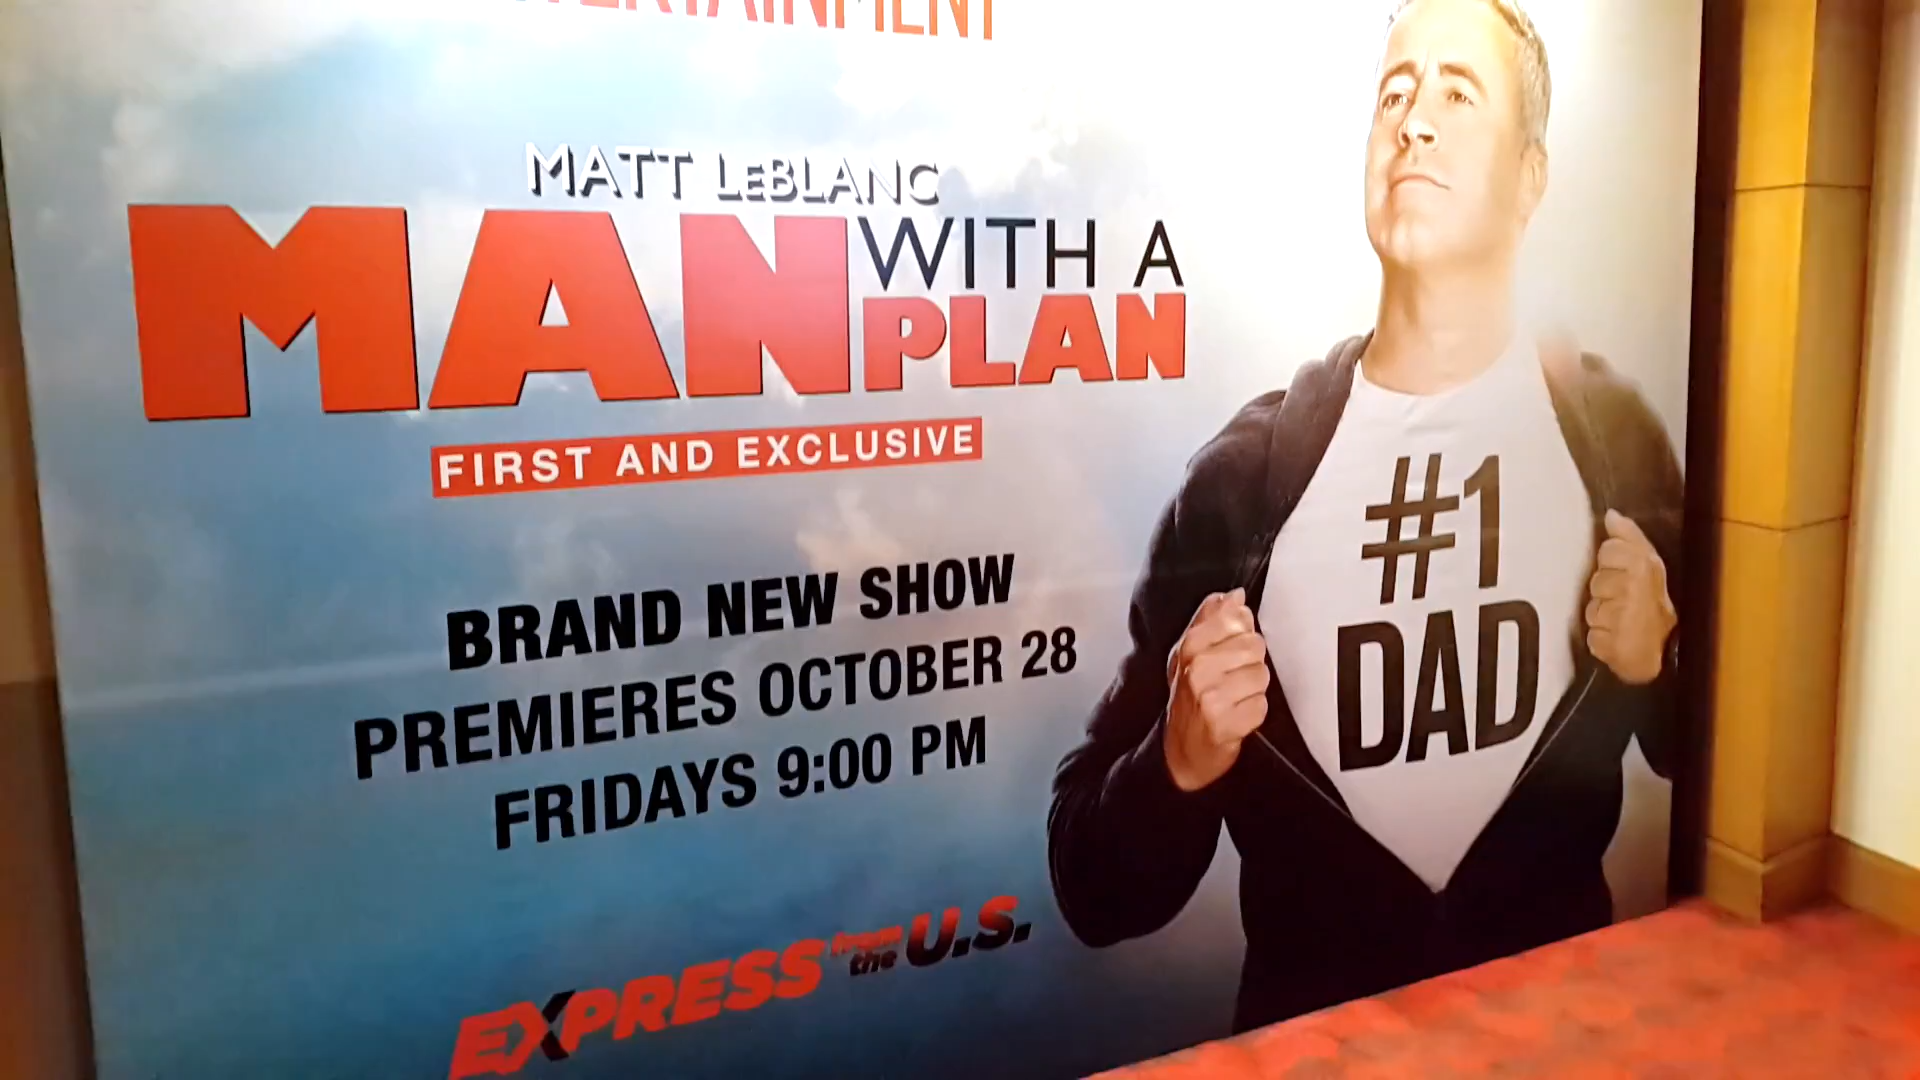 MATT LEBLANC
MAN WITH A PLAN
FIRST AND EXCLUSIVE
BRAND NEW SHOW
PREMIERES OCTOBER 28
FRIDAYS 9:00 PM
EXPRESS from the U.S.
#1
DAD